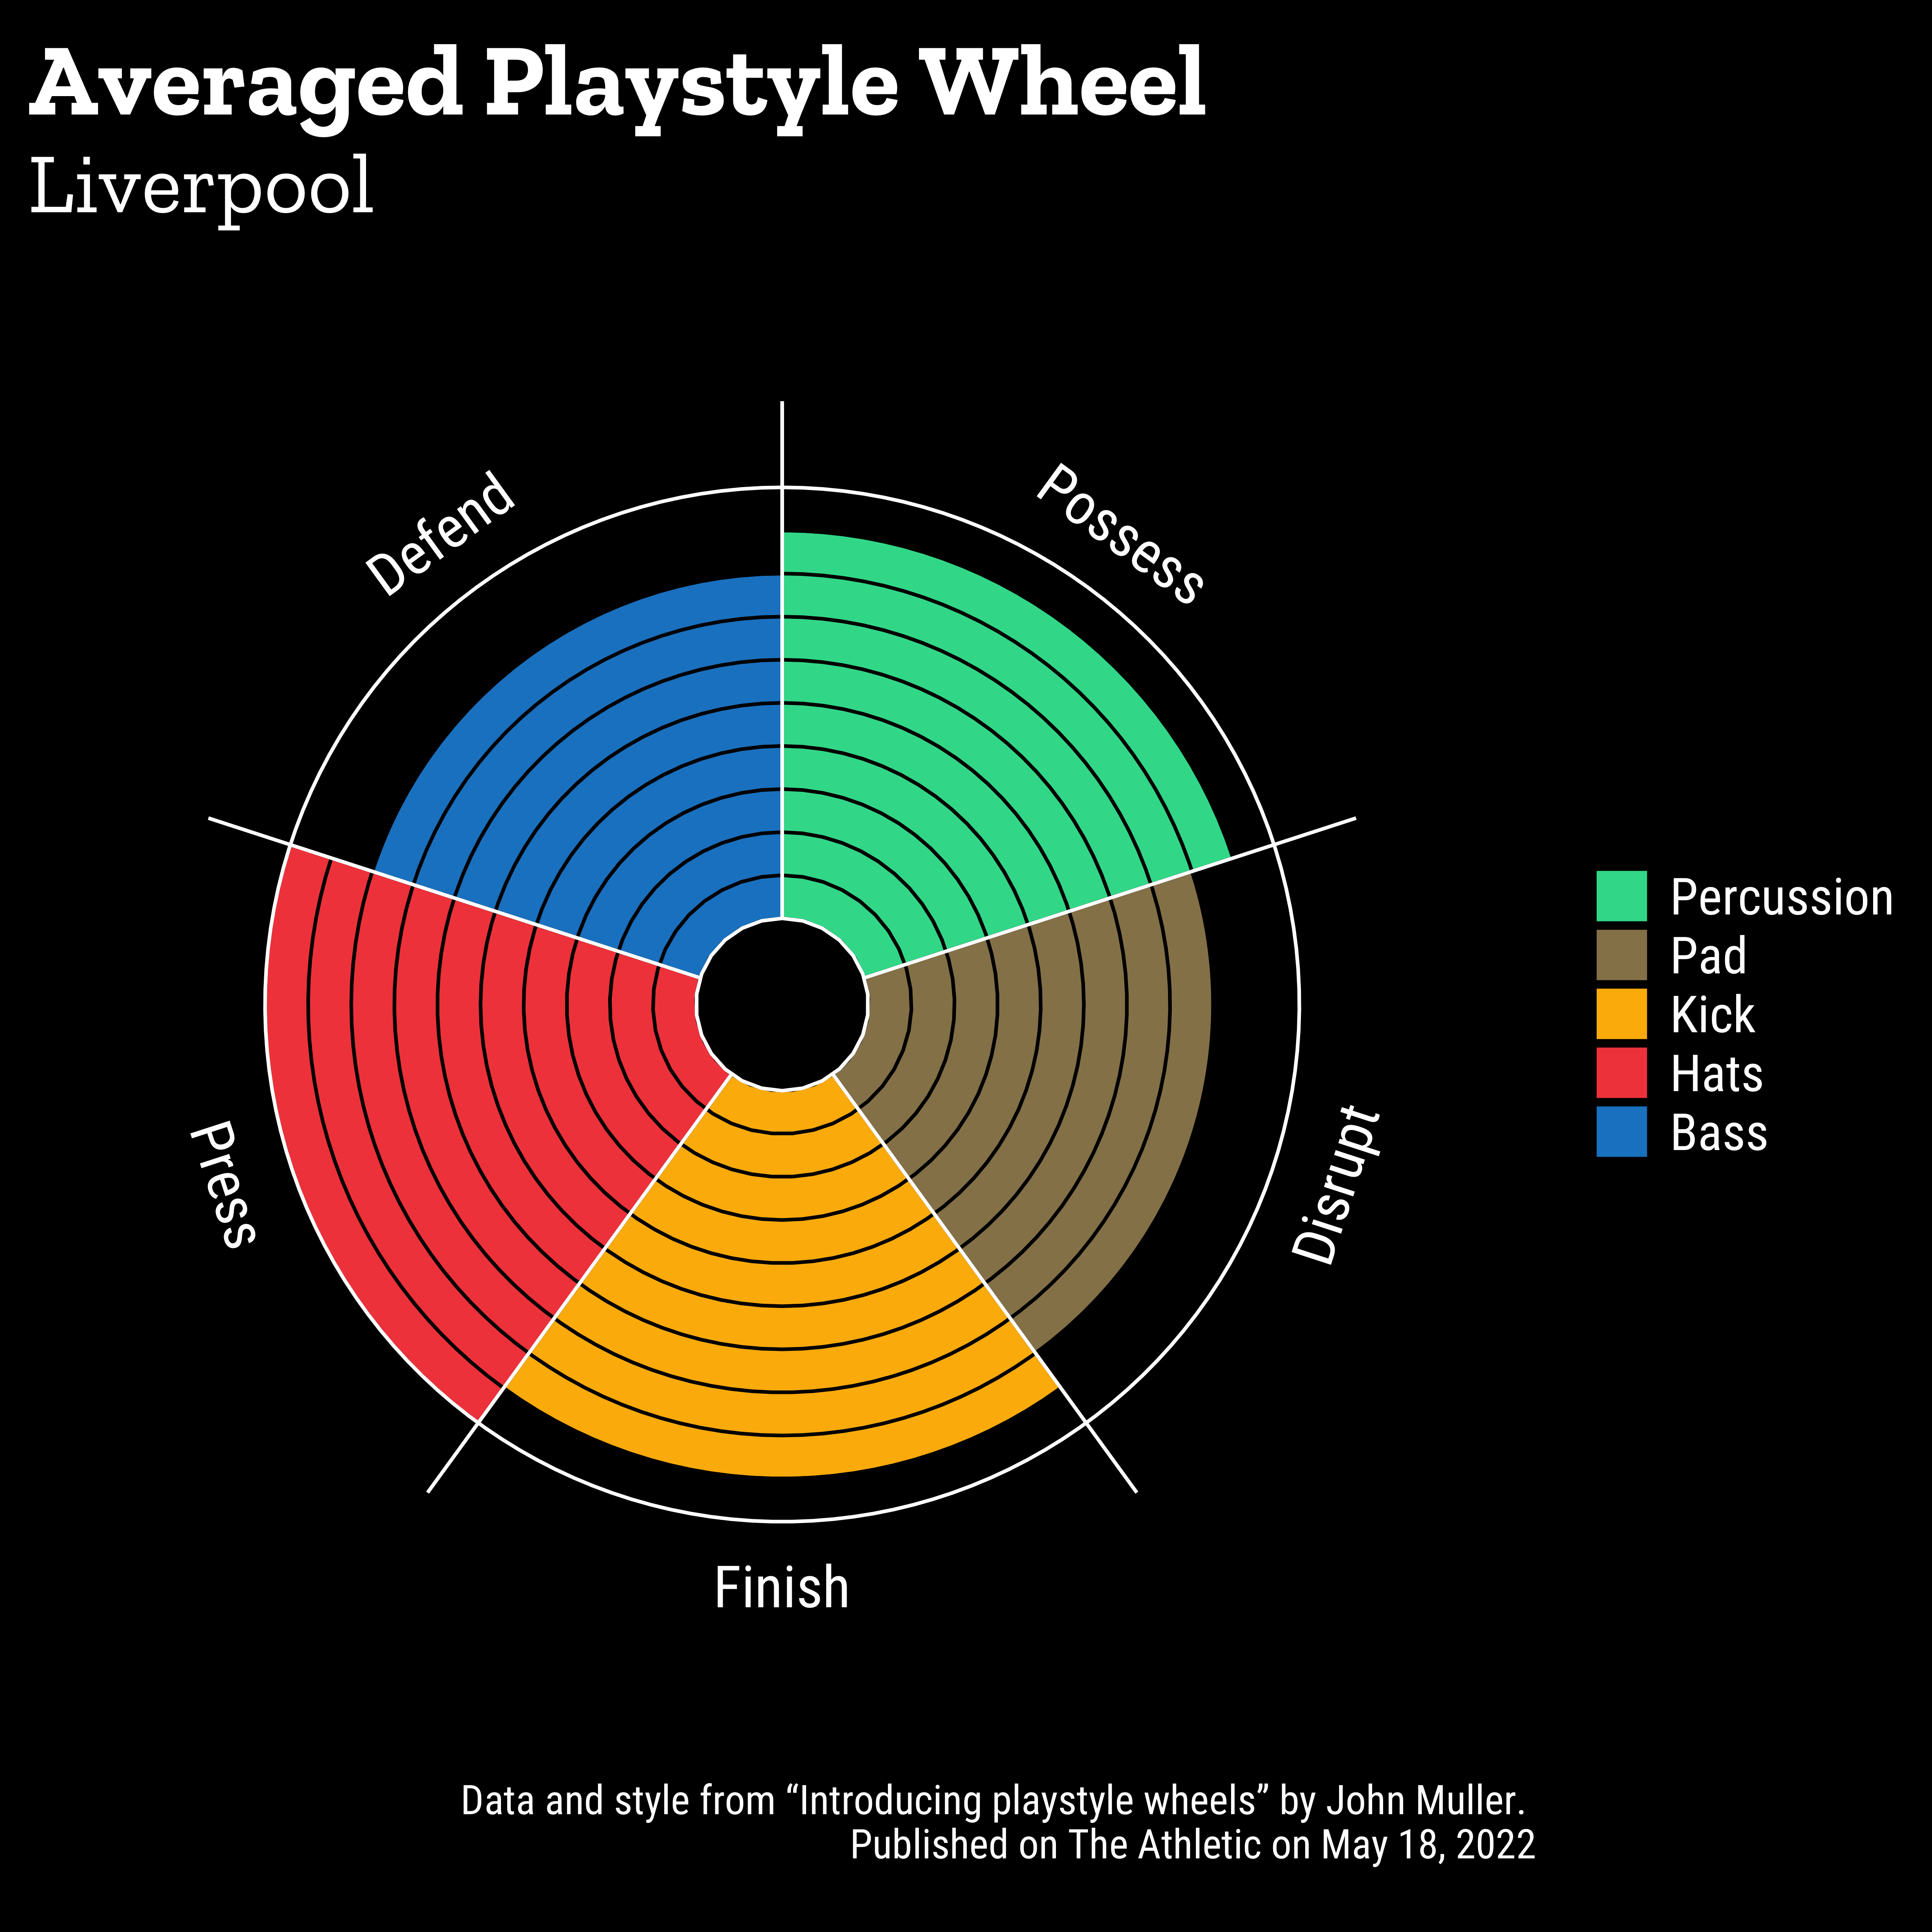 Averaged Playstyle Wheel
Liverpool
Defend
Possess
Percussion
Pad
Kick
Hats
Bass
Press
Disrupt
Finish
Data and style from “Introducing playstyle wheels” by John Muller.
Published on The Athletic on May 18, 2022